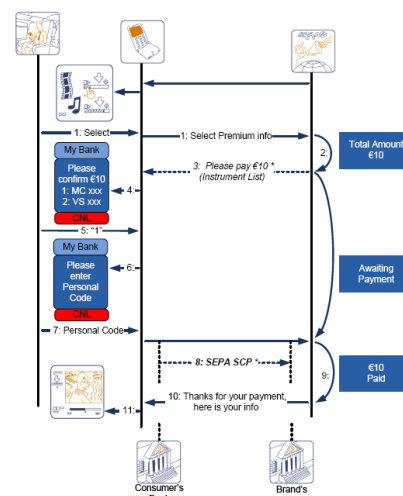 BRAND
1: Select
1: Select Premium info
My Bank
Please
confirm €10
1: MC xxx
2: VS xxx
CNL
2:
Total Amount
€10
3: Please pay €10 *
(Instrument List)
4:
5: "1"
My Bank
Please
enter
Personal
Code
CNL
6:
Awaiting
Payment
7: Personal Code
8: SEPA SCP *
9:
€10
Paid
10: Thanks for your payment,
here is your info
11:
Consumer's
Brand's